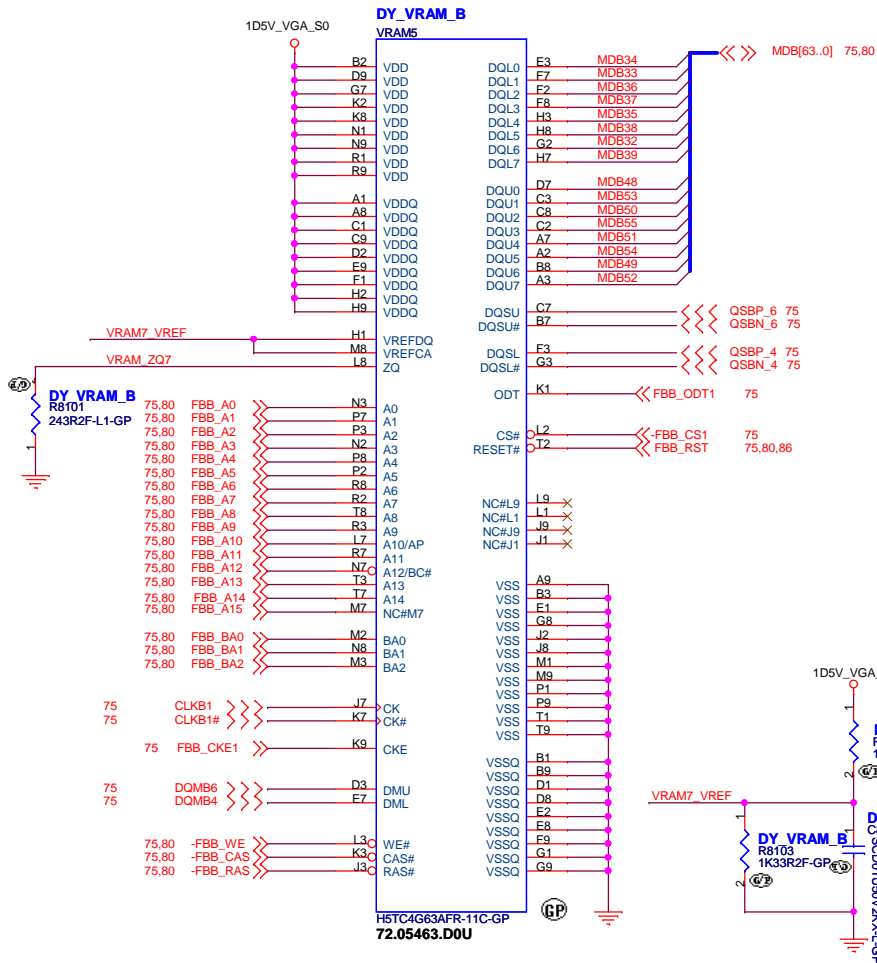 DY_VRAM_B
1D5V_VGA_S0
VRAM5
MDB[63..0] 75,80
B2 VDD DQL0 E3 MDB34
D9 VDD DQL1 F7 MDB33
G7 VDD DQL2 F2 MDB36
K2 VDD DQL3 F8 MDB37
K8 VDD DQL4 H3 MDB35
N1 VDD DQL5 H8 MDB38
N9 VDD DQL6 G2 MDB32
R1 VDD DQL7 H7 MDB39
R9 VDD
DQU0 D7 MDB48
A1 VDDQ DQU1 C3 MDB53
A8 VDDQ DQU2 C8 MDB50
C1 VDDQ DQU3 C2 MDB55
C9 VDDQ DQU4 A7 MDB51
D2 VDDQ DQU5 A2 MDB54
E9 VDDQ DQU6 B8 MDB49
F1 VDDQ DQU7 A3 MDB52
H2 VDDQ
H9 VDDQ DQSU C7 QSBP_6 75
DQSU# B7 QSBN_6 75
VRAM7_VREF H1 VREFDQ
M8 VREFCA DQSL F3 QSBP_4 75
VRAM_ZQ7 L8 ZQ DQSL# G3 QSBN_4 75
ODT K1 FBB_ODT1 75
DY_VRAM_B
R8101
243R2F-L1-GP
1
75,80 FBB_A0 N3 A0
75,80 FBB_A1 P7 A1
75,80 FBB_A2 P3 A2 CS# L2 -FBB_CS1 75
75,80 FBB_A3 N2 A3 RESET# T2 FBB_RST 75,80,86
75,80 FBB_A4 P8 A4
75,80 FBB_A5 P2 A5
75,80 FBB_A6 R8 A6
75,80 FBB_A7 R2 A7 NC#L9 L9
75,80 FBB_A8 T8 A8 NC#L1 L1
75,80 FBB_A9 R3 A9 NC#J9 J9
75,80 FBB_A10 L7 A10/AP NC#J1 J1
75,80 FBB_A11 R7 A11
75,80 FBB_A12 N7 A12/BC#
75,80 FBB_A13 T3 A13 VSS A9
75,80 FBB_A14 T7 A14 VSS B3
75,80 FBB_A15 M7 NC#M7 VSS E1
VSS G8
75,80 FBB_BA0 M2 BA0 VSS J2
75,80 FBB_BA1 N8 BA1 VSS J8
75,80 FBB_BA2 M3 BA2 VSS M1
VSS M9
VSS P1
75 CLKB1 J7 CK VSS P9
75 CLKB1# K7 CK# VSS T1
VSS T9
75 FBB_CKE1 K9 CKE
VSSQ B1
VSSQ B9
75 DQMB6 D3 DMU VSSQ D1
75 DQMB4 E7 DML VSSQ D8
VSSQ E2
VSSQ E8
75,80 -FBB_WE L3 WE# VSSQ F9
75,80 -FBB_CAS K3 CAS# VSSQ G1
75,80 -FBB_RAS J3 RAS# VSSQ G9
H5TC4G63AFR-11C-GP
72.05463.D0U
GP
1D5V_VGA_
1
2
VRAM7_VREF
1
DY_VRAM_B
R8103
1K33R2F-GP
2
1